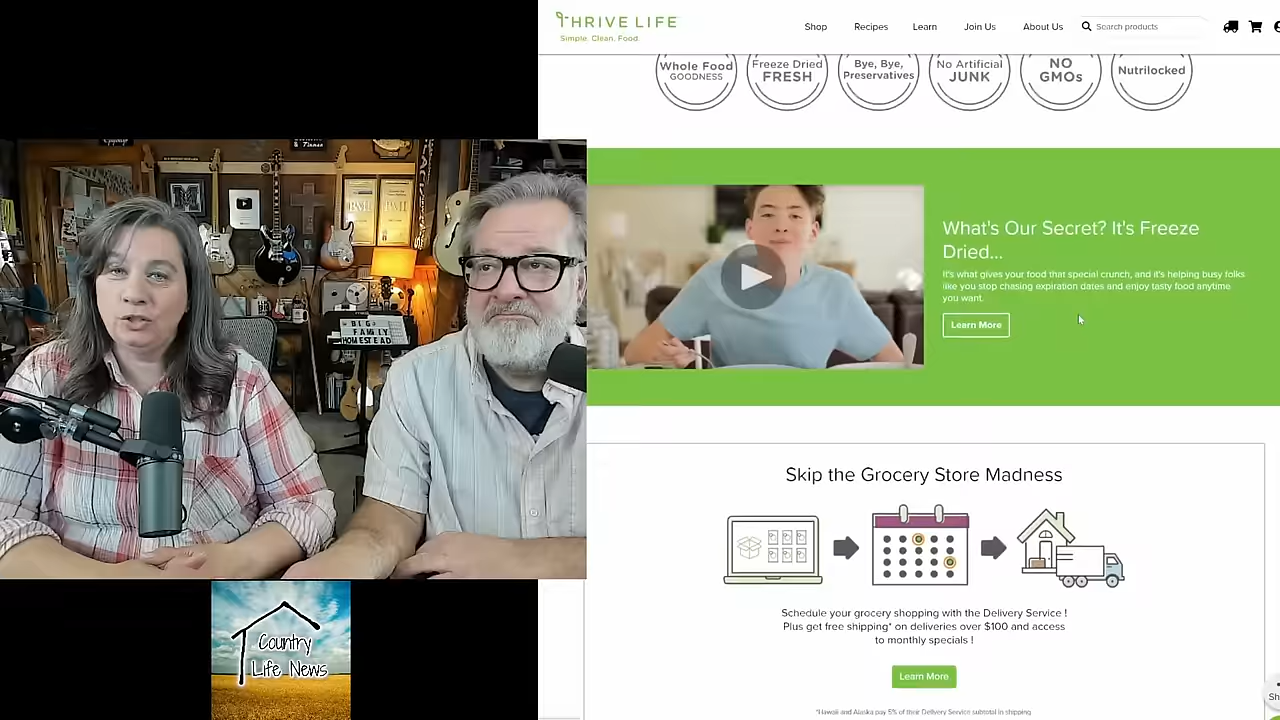 THRIVE LIFE
Simple. Clean. Food.
Shop
Recipes
Learn
Join Us
About Us
Search products
Whole Food
GOODNESS
Freeze Dried
FRESH
Bye, Bye,
Preservatives
No Artificial
JUNK
NO
GMOs
Nutrilocked
What's Our Secret? It's Freeze
Dried...
It's what gives your food that special crunch, and it's helping busy folks
like you stop chasing expiration dates and enjoy tasty food anytime
you want.
Learn More
BIG
FAMILY
HOMESTEAD
Skip the Grocery Store Madness
Schedule your grocery shopping with the Delivery Service !
Plus get free shipping* on deliveries over $100 and access
to monthly specials !
Learn More
*Hawaii and Alaska pay 5% of their Delivery Service subtotal in shipping
Sh
Country
Life News